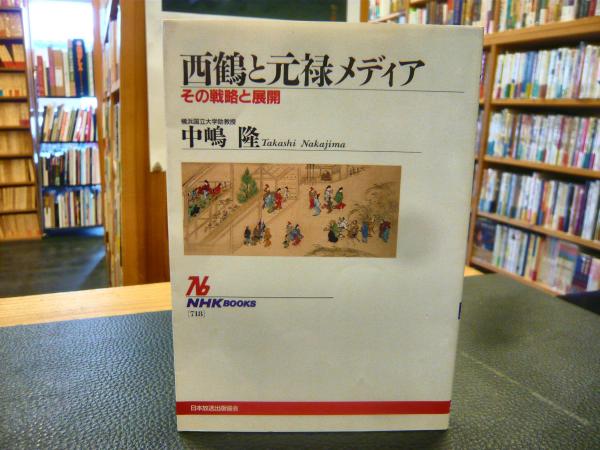 西鶴と元禄メディア
その戦略と展開
横浜国立大学助教授
中嶋 隆 Takashi Nakajima
NHK BOOKS
[718]
日本放送出版協会